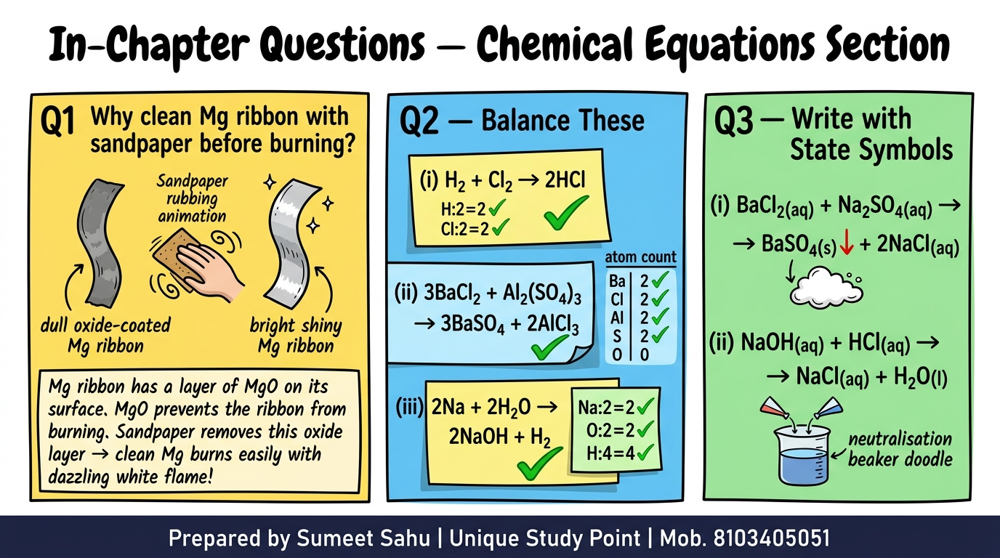 In-Chapter Questions — Chemical Equations Section
Q1 Why clean Mg ribbon with
sandpaper before burning?
Sandpaper
rubbing
animation
dull oxide-coated
Mg ribbon
bright shiny
Mg ribbon
Mg ribbon has a layer of MgO on its
surface. MgO prevents the ribbon from
burning. Sandpaper removes this oxide
layer → clean Mg burns easily with
dazzling white flame!
Q2 — Balance These
(i) H₂ + Cl₂ → 2HCl
H:2=2 ✓
Cl:2=2 ✓
(ii) 3BaCl₂ + Al₂(SO₄)₃
→ 3BaSO₄ + 2AlCl₃
atom count
Ba | 2 ✓
Cl | 2 ✓
Al | 2 ✓
S | 2 ✓
O | 0
(iii) 2Na + 2H₂O →
2NaOH + H₂
Na:2=2 ✓
O:2=2 ✓
H:4=4 ✓
Q3 — Write with
State Symbols
(i) BaCl₂(aq) + Na₂SO₄(aq) →
→ BaSO₄(s) ↓ + 2NaCl(aq)
(ii) NaOH(aq) + HCl(aq) →
→ NaCl(aq) + H₂O(l)
neutralisation
beaker doodle
Prepared by Sumeet Sahu | Unique Study Point | Mob. 8103405051